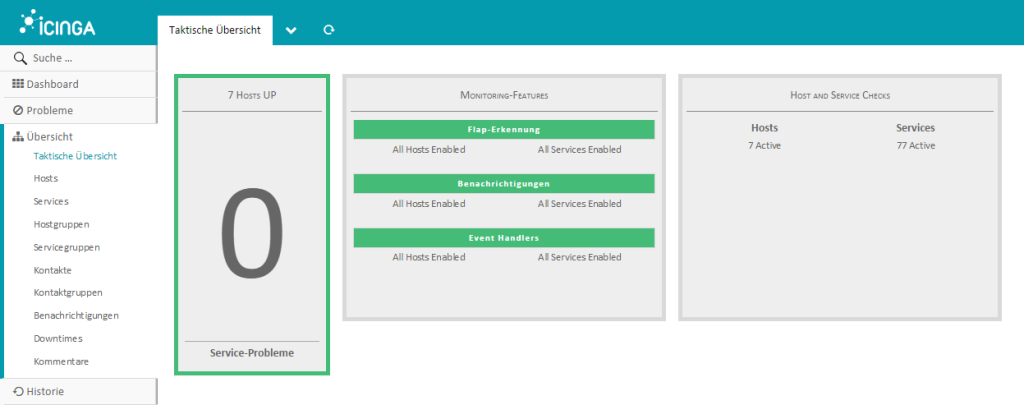 icinga
Taktische Übersicht
Suche ...
Dashboard
Probleme
Übersicht
Taktische Übersicht
Hosts
Services
Hostgruppen
Servicegruppen
Kontakte
Kontaktgruppen
Benachrichtigungen
Downtimes
Kommentare
Historie
7 Hosts UP
0
Service-Probleme
Monitoring-Features
Flap-Erkennung
All Hosts Enabled All Services Enabled
Benachrichtigungen
All Hosts Enabled All Services Enabled
Event Handlers
All Hosts Enabled All Services Enabled
Host and Service Checks
Hosts Services
7 Active 77 Active